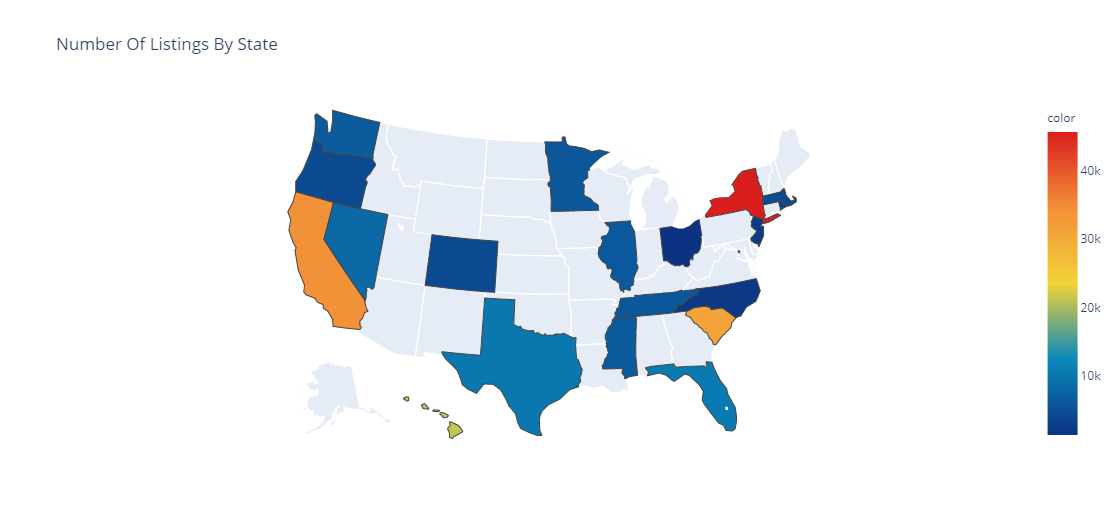 Number Of Listings By State
color
40k
30k
20k
10k